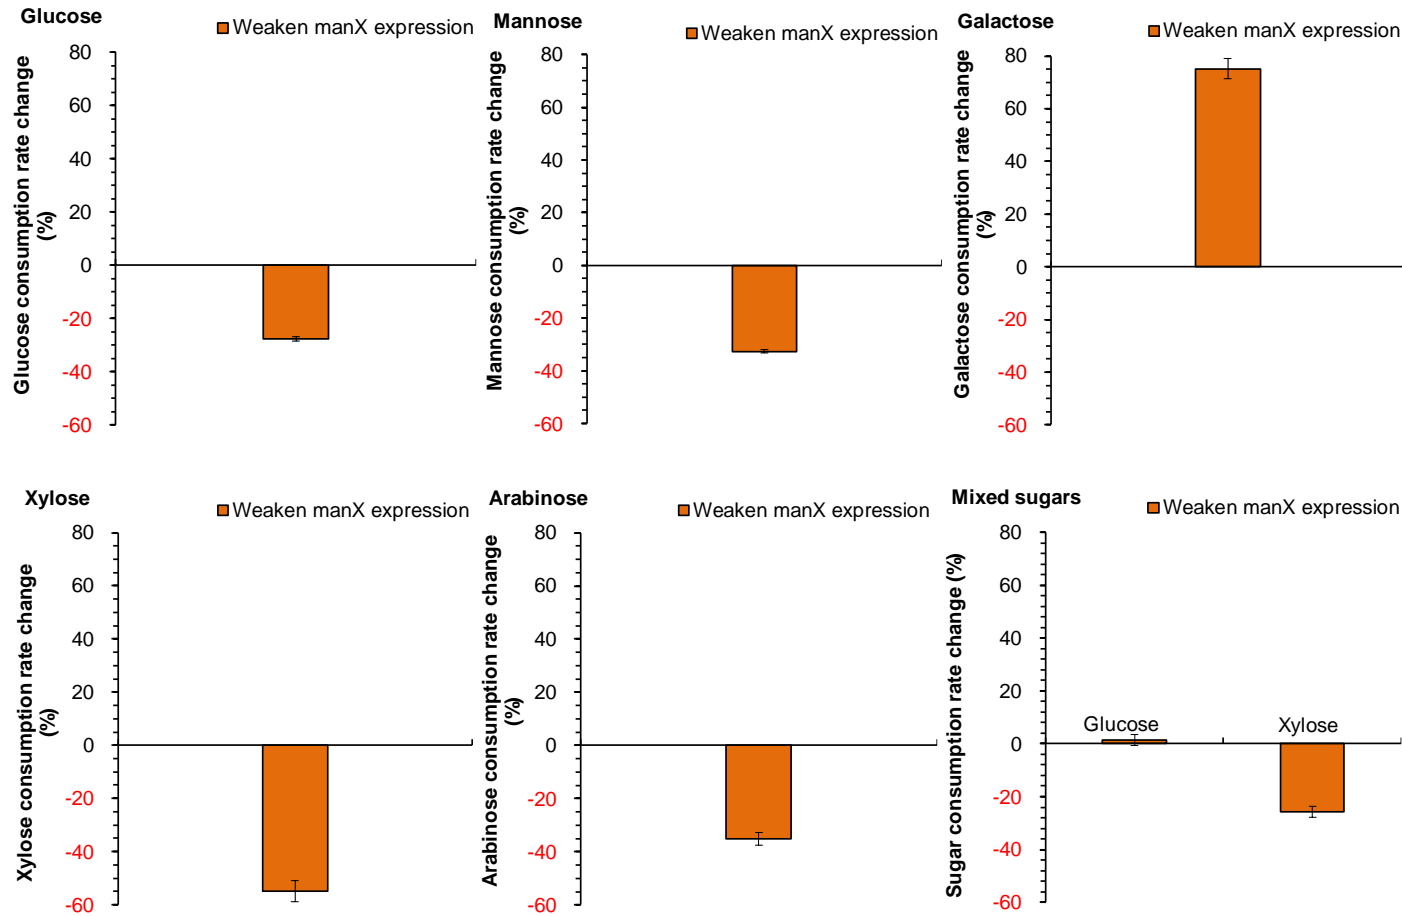 Glucose
Weaken manX expression
Glucose consumption rate change
(%)
80
60
40
20
0
-20
-40
-60
Mannose
Weaken manX expression
Mannose consumption rate change
(%)
80
60
40
20
0
-20
-40
-60
Galactose
Weaken manX expression
Galactose consumption rate change
(%)
80
60
40
20
0
-20
-40
-60
Xylose
Weaken manX expression
Xylose consumption rate change
(%)
80
60
40
20
0
-20
-40
-60
Arabinose
Weaken manX expression
Arabinose consumption rate change
(%)
80
60
40
20
0
-20
-40
-60
Mixed sugars
Weaken manX expression
Sugar consumption rate change (%)
80
60
40
20
0
-20
-40
-60
Glucose
Xylose